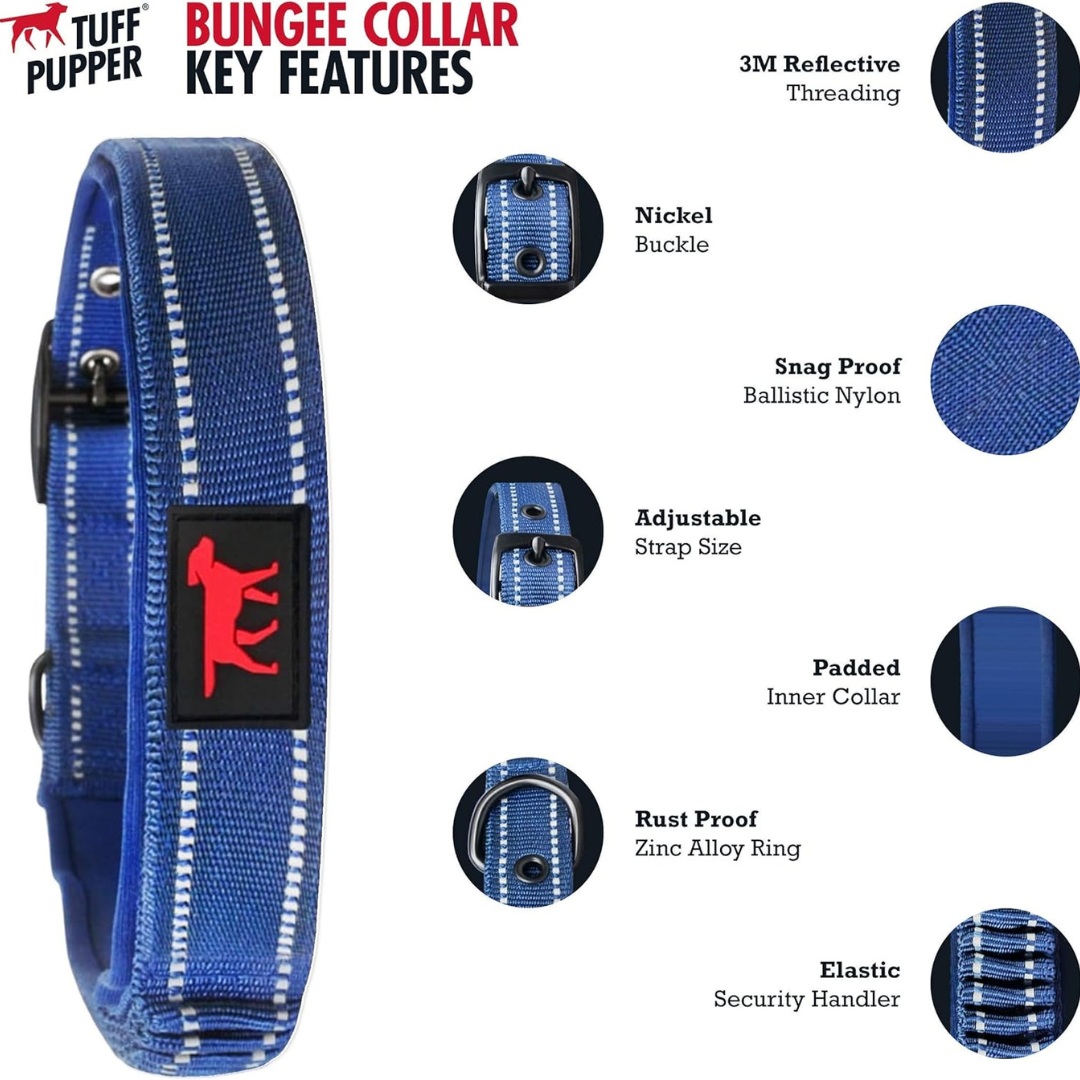 TUFF®
PUPPER
BUNGEE COLLAR
KEY FEATURES
3M Reflective
Threading
Nickel
Buckle
Snag Proof
Ballistic Nylon
Adjustable
Strap Size
Padded
Inner Collar
Rust Proof
Zinc Alloy Ring
Elastic
Security Handler